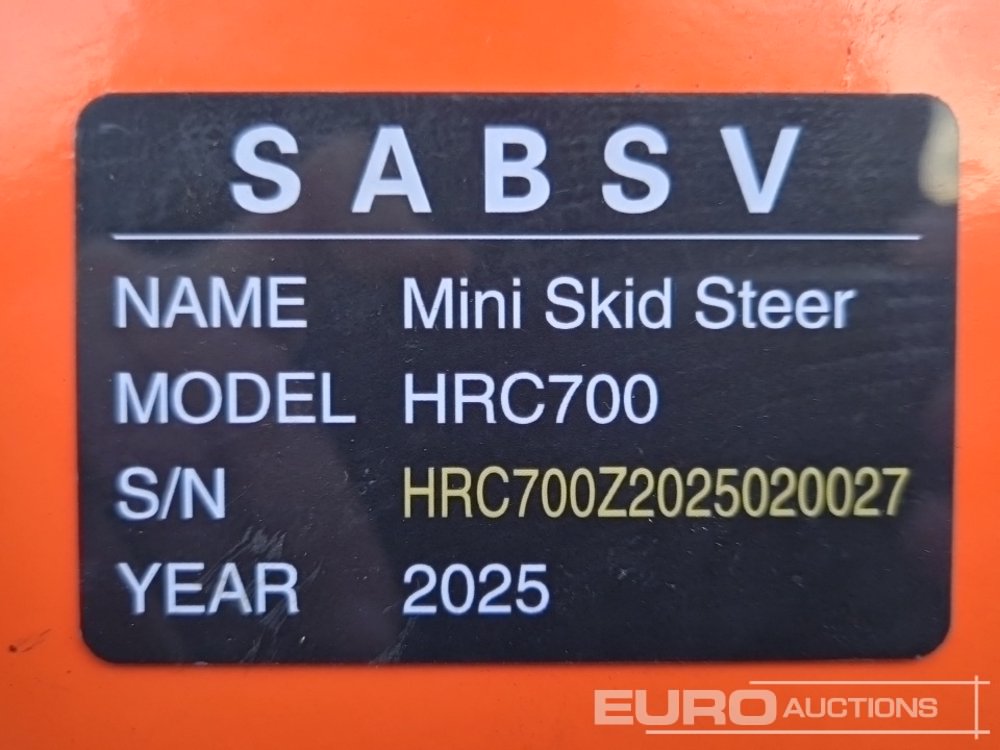 SABSV
NAME Mini Skid Steer
MODEL HRC700
S/N HRC700Z2025020027
YEAR 2025
EURO AUCTIONS